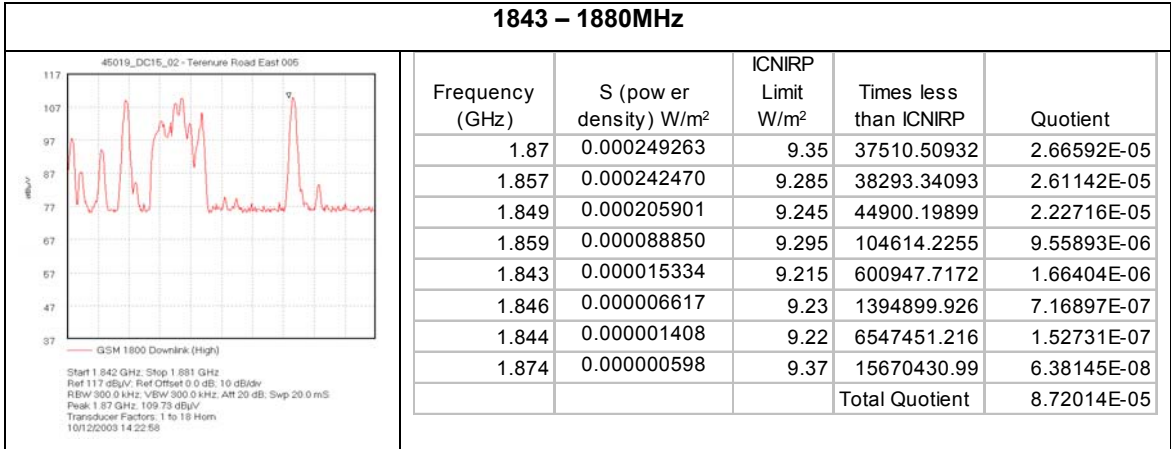 1843 – 1880MHz
45019_DC15_02 - Terenure Road East 005
117
107
97
87
77
67
57
47
37
dBµV
GSM 1800 Downlink (High)
Start 1.842 GHz; Stop 1.881 GHz
Ref 117 dBµV; Ref Offset 0.0 dB; 10 dB/div
RBW 300.0 kHz; VBW 300.0 kHz; Att 20 dB; Swp 20.0 mS
Peak 1.87 GHz, 109.73 dBµV
Transducer Factors: 1 to 18 Horn
10/12/2003 14:22:58
Frequency (GHz) S (pow er density) W/m² ICNIRP Limit W/m² Times less than ICNIRP Quotient
1.87 0.000249263 9.35 37510.50932 2.66592E-05
1.857 0.000242470 9.285 38293.34093 2.61142E-05
1.849 0.000205901 9.245 44900.19899 2.22716E-05
1.859 0.000088850 9.295 104614.2255 9.55893E-06
1.843 0.000015334 9.215 600947.7172 1.66404E-06
1.846 0.000006617 9.23 1394899.926 7.16897E-07
1.844 0.000001408 9.22 6547451.216 1.52731E-07
1.874 0.000000598 9.37 15670430.99 6.38145E-08
Total Quotient 8.72014E-05